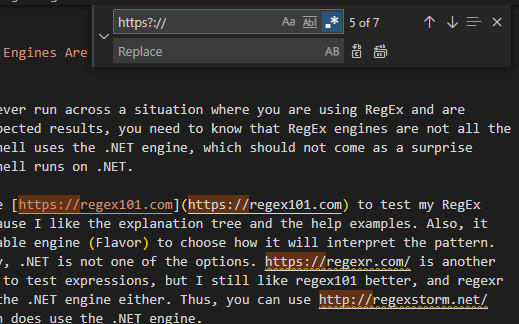 https?://
Aa Abl .* 5 of 7
Replace
AB
Engines Are
ever run across a situation where you are using RegEx and are
pected results, you need to know that RegEx engines are not all the
hell uses the .NET engine, which should not come as a surprise
hell runs on .NET.
e [https://regex101.com](https://regex101.com) to test my RegEx
ause I like the explanation tree and the help examples. Also, it
able engine (Flavor) to choose how it will interpret the pattern.
y, .NET is not one of the options. https://regexr.com/ is another
to test expressions, but I still like regex101 better, and regexr
the .NET engine either. Thus, you can use http://regexstorm.net/
h does use the .NET engine.